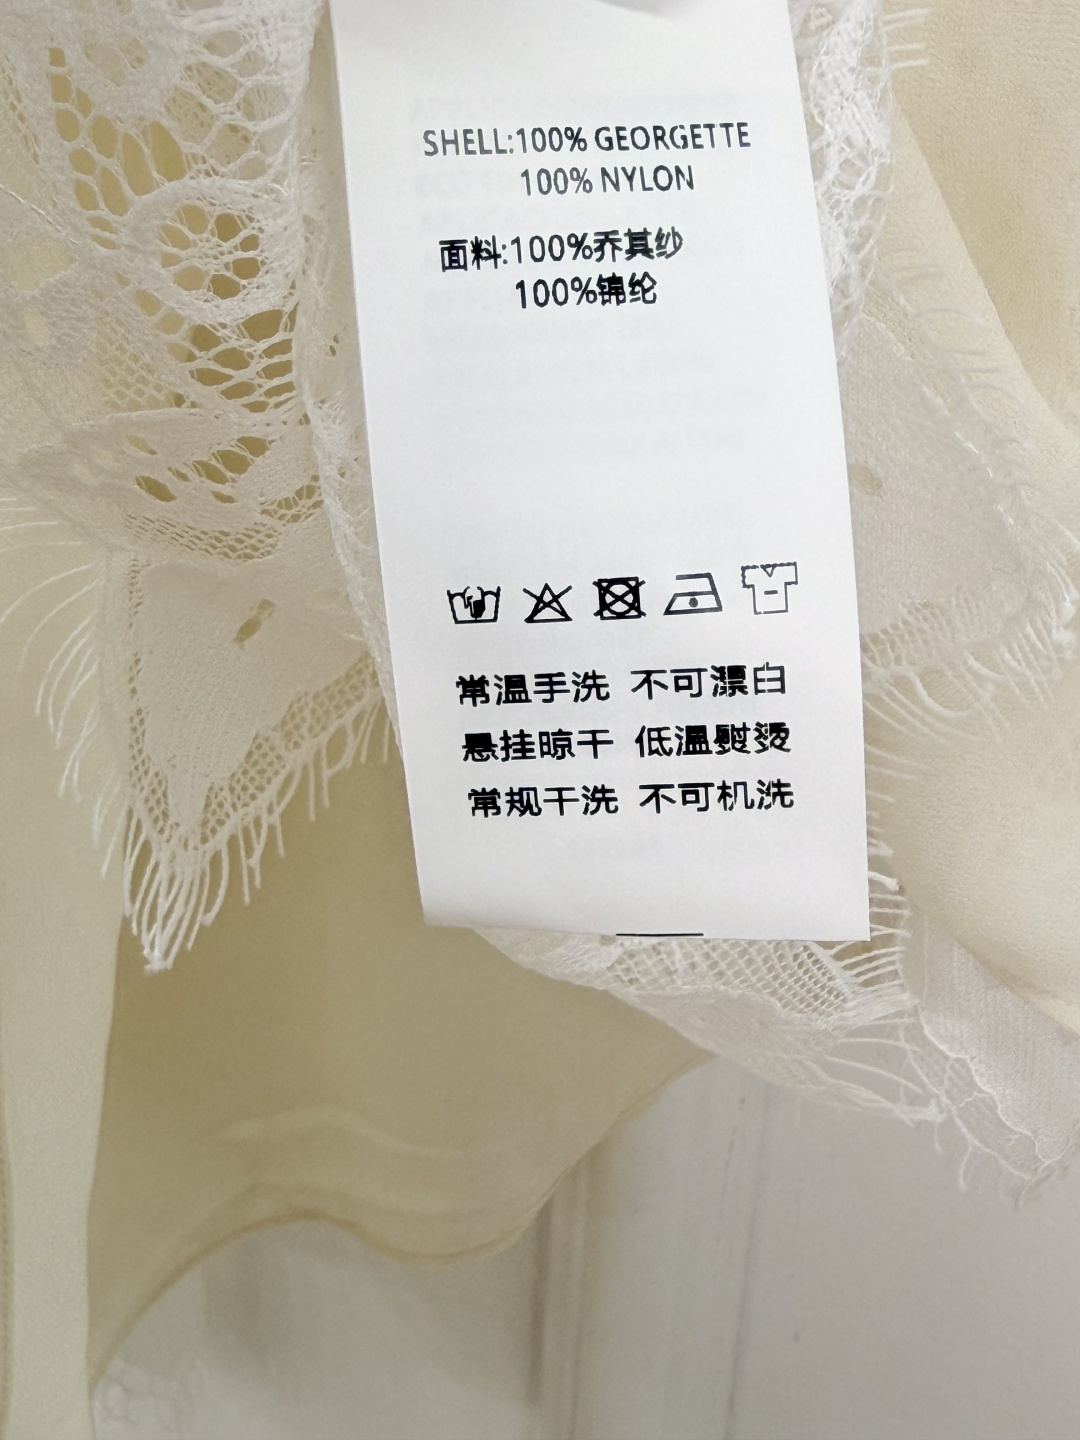 SHELL:100% GEORGETTE
100% NYLON
面料:100%乔其纱
100%锦纶
常温手洗 不可漂白
悬挂晾干 低温熨烫
常规干洗 不可机洗